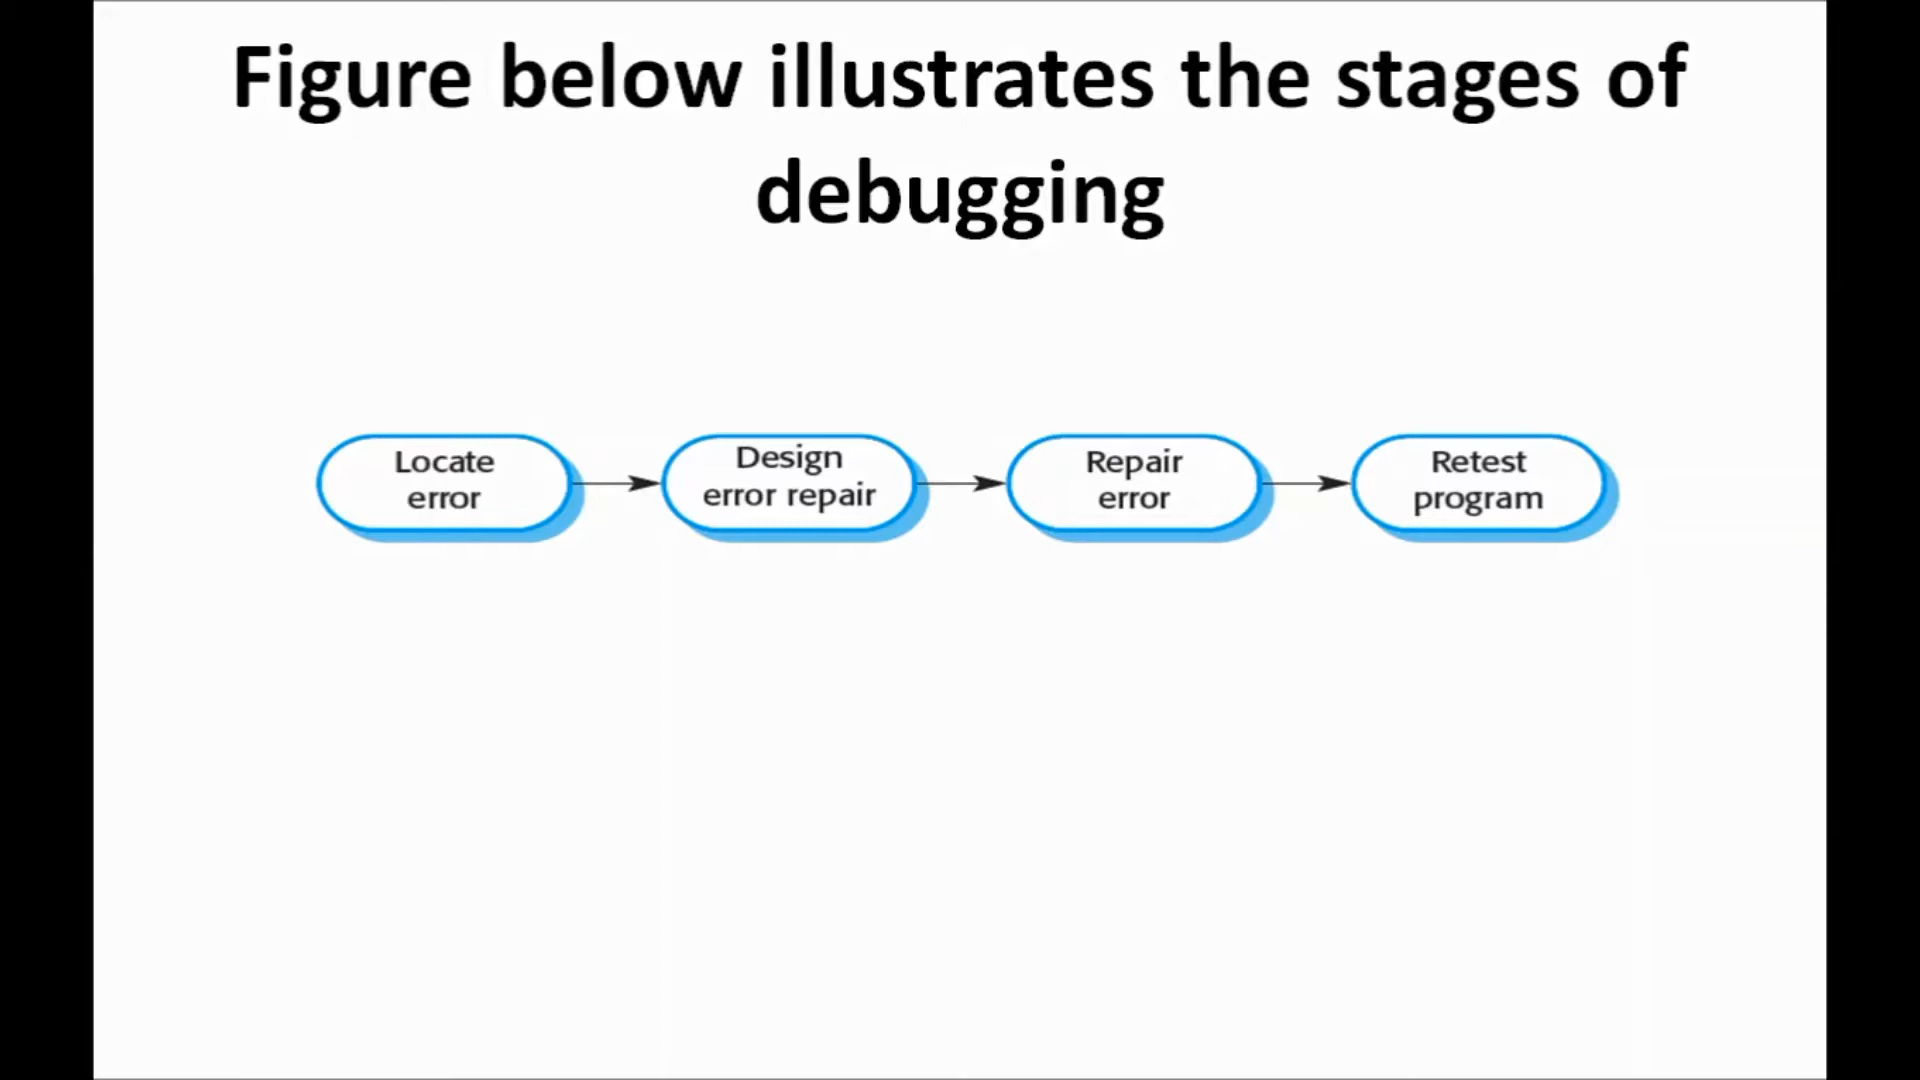 Figure below illustrates the stages of
debugging
Locate
error
Design
error repair
Repair
error
Retest
program